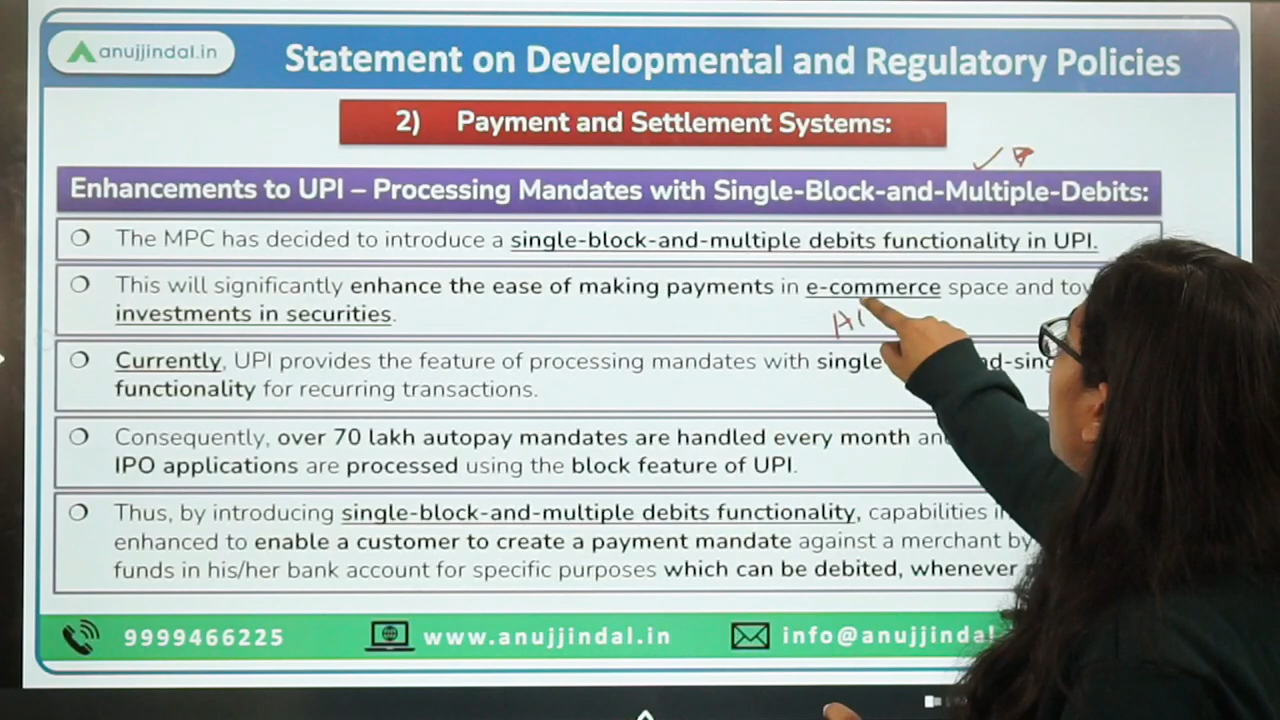 anujjindal.in
Statement on Developmental and Regulatory Policies
2) Payment and Settlement Systems:
Enhancements to UPI – Processing Mandates with Single-Block-and-Multiple-Debits:
The MPC has decided to introduce a single-block-and-multiple debits functionality in UPI.
This will significantly enhance the ease of making payments in e-commerce space and
investments in securities.
Currently, UPI provides the feature of processing mandates with single
functionality for recurring transactions.
Consequently, over 70 lakh autopay mandates are handled every month
IPO applications are processed using the block feature of UPI.
Thus, by introducing single-block-and-multiple debits functionality, capabilities
enhanced to enable a customer to create a payment mandate against a merchant by
funds in his/her bank account for specific purposes which can be debited, whenever
9999466225
www.anujjindal.in